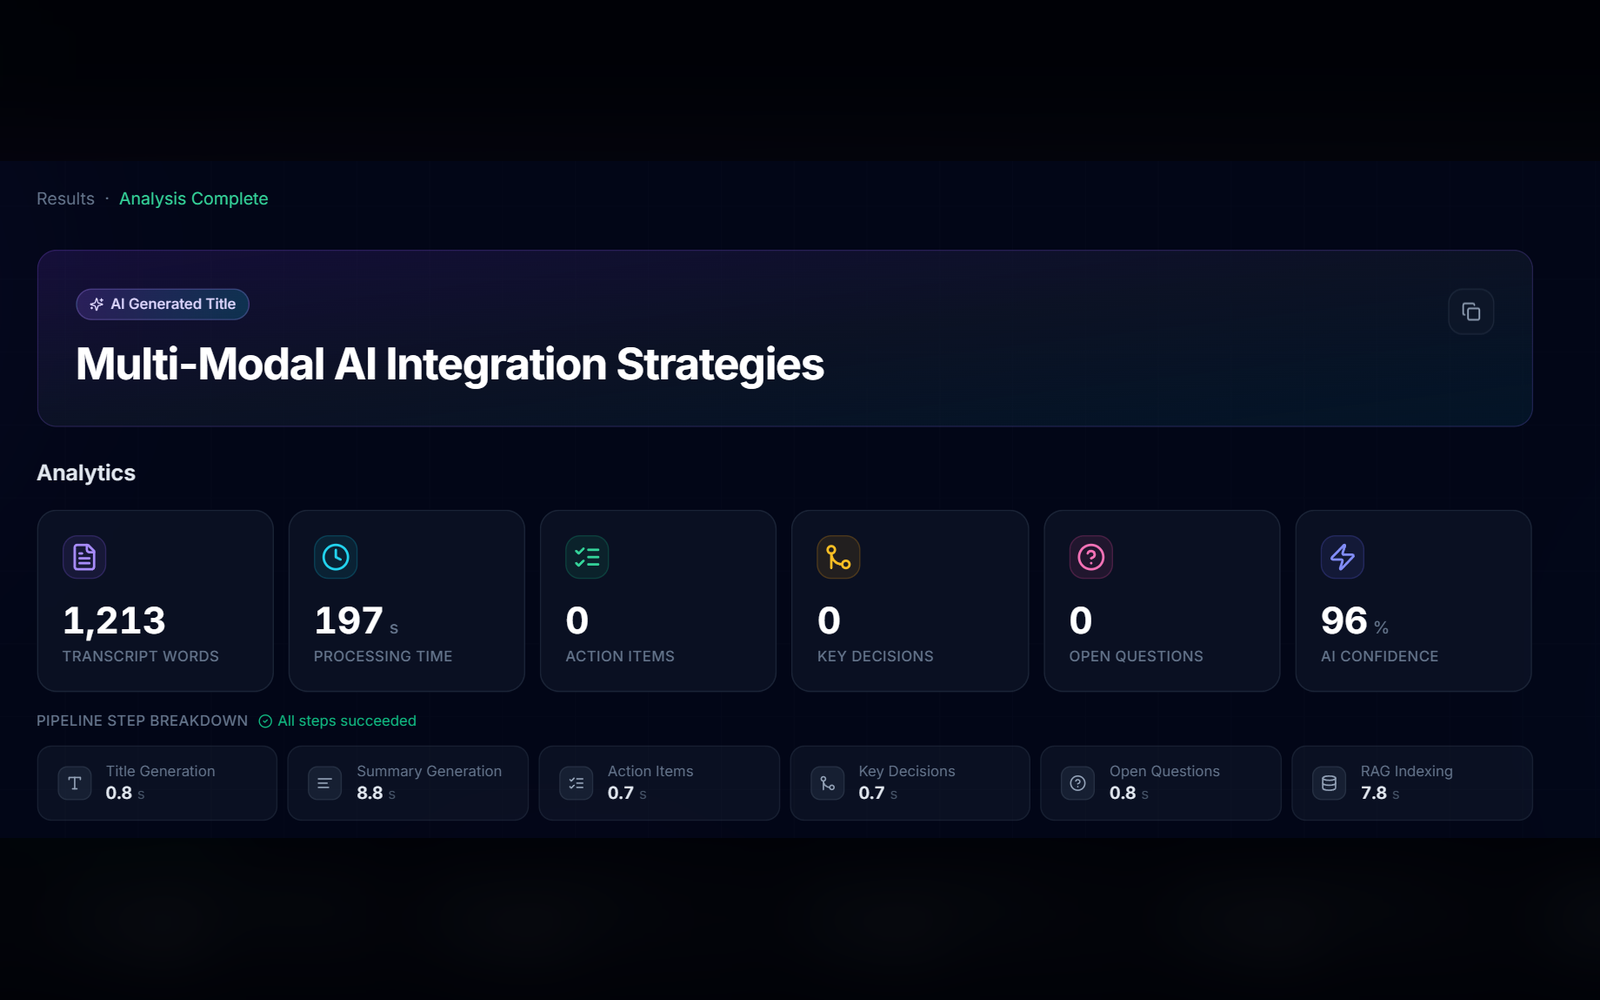 Results · Analysis Complete
AI Generated Title
Multi-Modal AI Integration Strategies
Analytics
1,213
TRANSCRIPT WORDS
197 s
PROCESSING TIME
0
ACTION ITEMS
0
KEY DECISIONS
0
OPEN QUESTIONS
96 %
AI CONFIDENCE
PIPELINE STEP BREAKDOWN All steps succeeded
Title Generation
0.8 s
Summary Generation
8.8 s
Action Items
0.7 s
Key Decisions
0.7 s
Open Questions
0.8 s
RAG Indexing
7.8 s